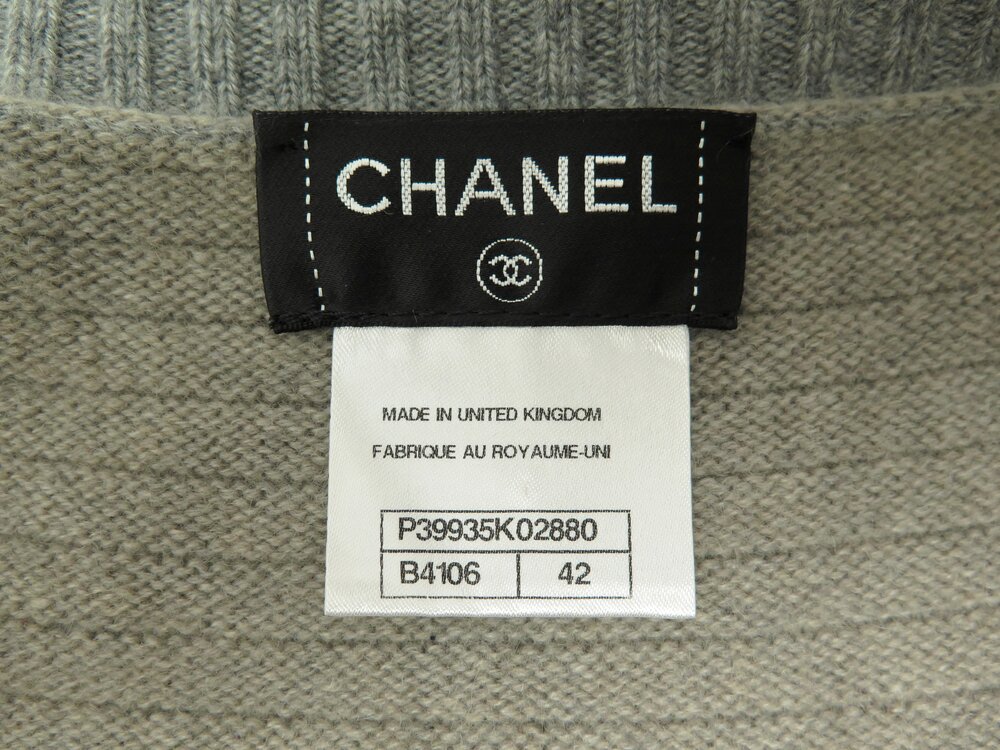 CHANEL
MADE IN UNITED KINGDOM
FABRIQUE AU ROYAUME-UNI
P39935K02880
B4106 42